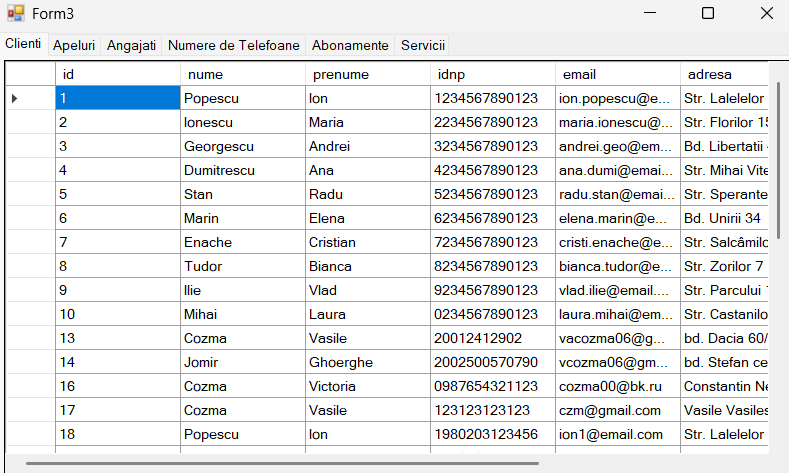 Form3
Clienti Apeluri Angajati Numere de Telefoane Abonamente Servicii
id nume prenume idnp email adresa
1 Popescu Ion 1234567890123 ion.popescu@e... Str. Lalelelor
2 Ionescu Maria 2234567890123 maria.ionescu@... Str. Florilor 15
3 Georgescu Andrei 3234567890123 andrei.geo@em... Bd. Libertatii
4 Dumitrescu Ana 4234567890123 ana.dumi@emai... Str. Mihai Vite
5 Stan Radu 5234567890123 radu.stan@emai... Str. Sperante
6 Marin Elena 6234567890123 elena.marin@e... Bd. Unirii 34
7 Enache Cristian 7234567890123 cristi.enache@e... Str. Salcâmilo
8 Tudor Bianca 8234567890123 bianca.tudor@e... Str. Zorilor 7
9 Ilie Vlad 9234567890123 vlad.ilie@email.... Str. Parcului
10 Mihai Laura 0234567890123 laura.mihai@em... Str. Castanilo
13 Cozma Vasile 20012412902 vacozma06@g... bd. Dacia 60/
14 Jomir Ghoerghe 2002500570790 vcozma06@gm... bd. Stefan ce
16 Cozma Victoria 0987654321123 cozma00@bk.ru Constantin Ne
17 Cozma Vasile 123123123123 czm@gmail.com Vasile Vasiles
18 Popescu Ion 1980203123456 ion1@email.com Str. Lalelelor